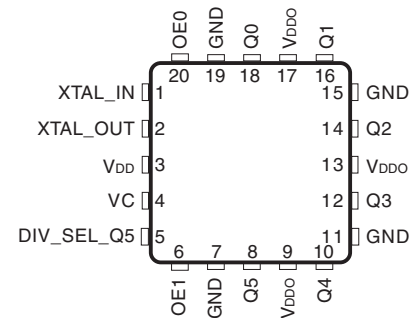 OE0 GND Q0 VDDO Q1
20 19 18 17 16
XTAL_IN 1 15 GND
XTAL_OUT 2 14 Q2
VDD 3 13 VDDO
VC 4 12 Q3
DIV_SEL_Q5 5 11 GND
6 7 8 9 10
OE1 GND Q5 VDDO Q4